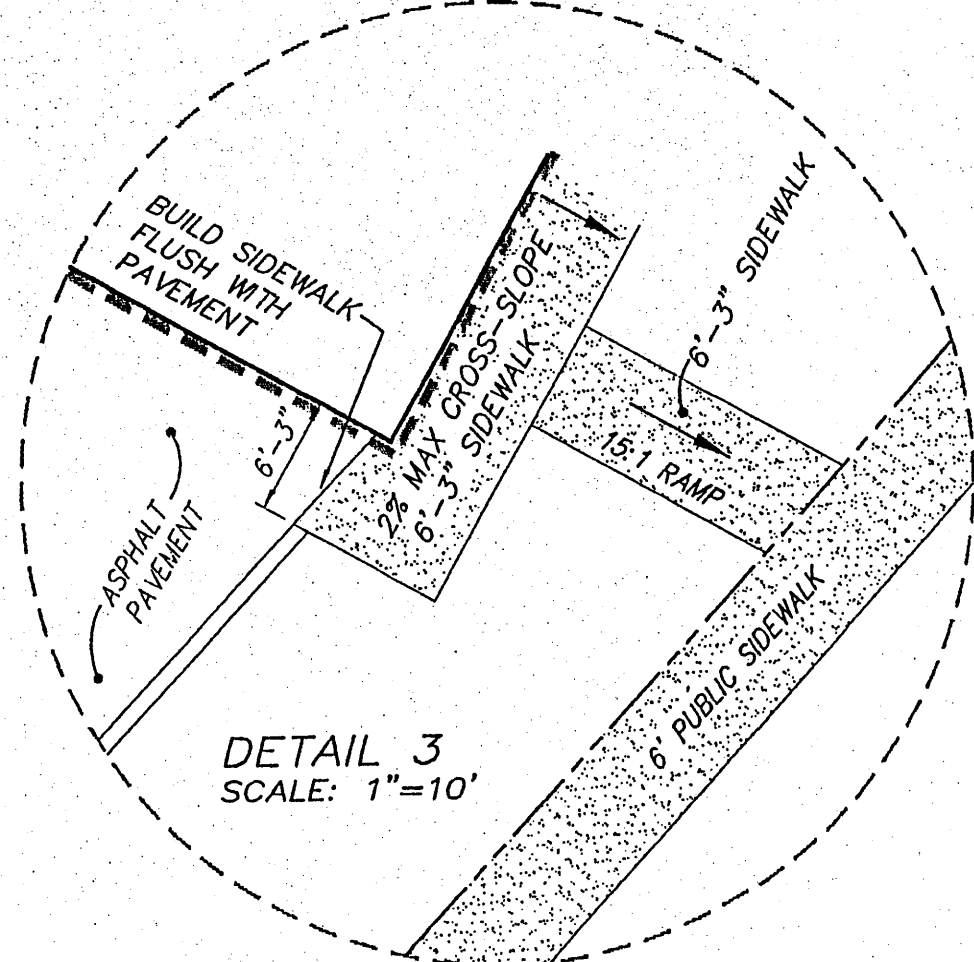 BUILD SIDEWALK
FLUSH WITH
PAVEMENT
6'-3"
ASPHALT
PAVEMENT
2% MAX CROSS-SLOPE
6'-3" SIDEWALK
6'-3" SIDEWALK
15:1 RAMP
6' PUBLIC SIDEWALK
DETAIL 3
SCALE: 1"=10'